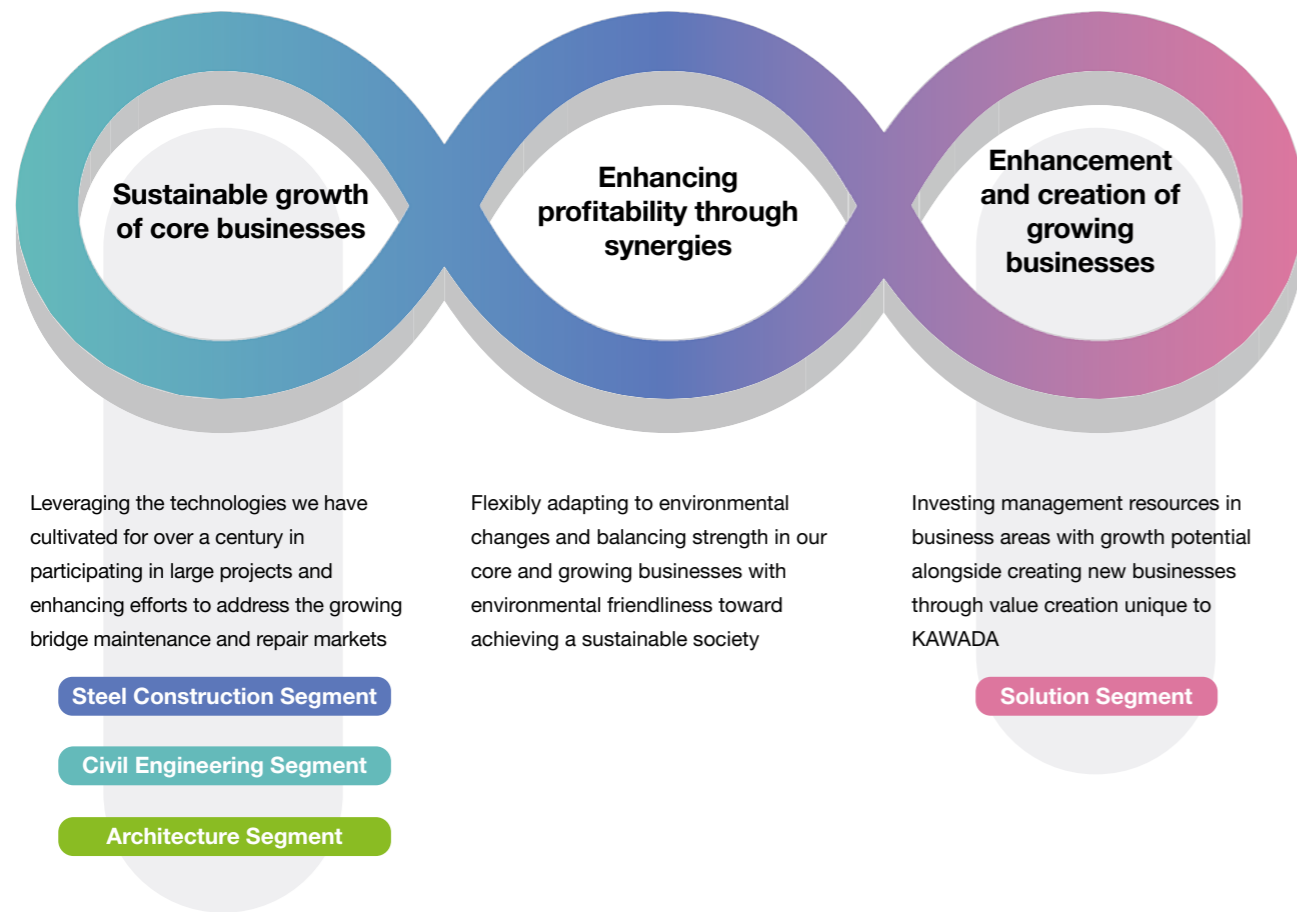 Sustainable growth
of core businesses
Enhancing
profitability through
synergies
Enhancement
and creation of
growing
businesses
Leveraging the technologies we have
cultivated for over a century in
participating in large projects and
enhancing efforts to address the growing
bridge maintenance and repair markets
Steel Construction Segment
Civil Engineering Segment
Architecture Segment
Flexibly adapting to environmental
changes and balancing strength in our
core and growing businesses with
environmental friendliness toward
achieving a sustainable society
Investing management resources in
business areas with growth potential
alongside creating new businesses
through value creation unique to
KAWADA
Solution Segment